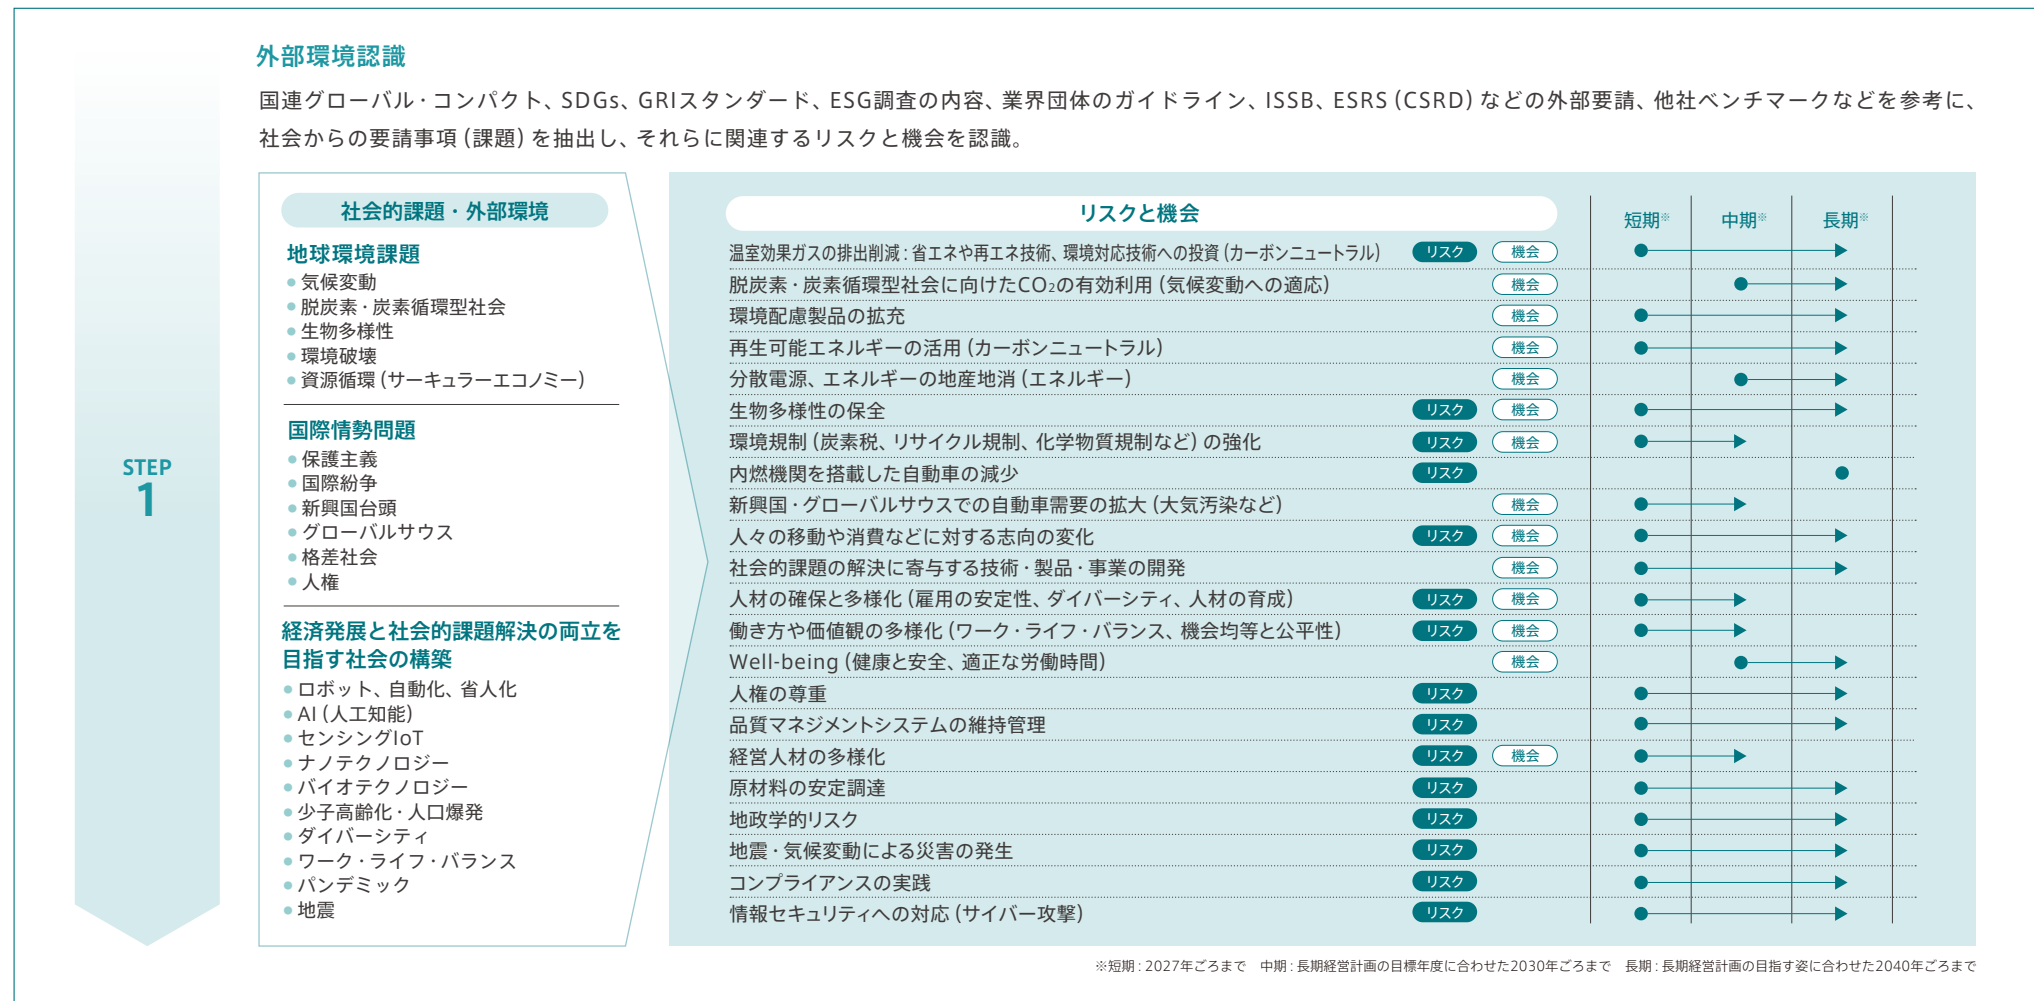 外部環境認識
国連グローバル・コンパクト、SDGs、GRIスタンダード、ESG調査の内容、業界団体のガイドライン、ISSB、ESRS（CSRD）などの外部要請、他社ベンチマークなどを参考に、
社会からの要請事項（課題）を抽出し、それらに関連するリスクと機会を認識。
STEP
1
社会的課題・外部環境
地球環境課題
●気候変動
●脱炭素・炭素循環型社会
●生物多様性
●環境破壊
●資源循環（サーキュラーエコノミー）
国際情勢問題
●保護主義
●国際紛争
●新興国台頭
●グローバルサウス
●格差社会
●人権
経済発展と社会的課題解決の両立を
目指す社会の構築
●ロボット、自動化、省人化
●AI（人工知能）
●センシングIoT
●ナノテクノロジー
●バイオテクノロジー
●少子高齢化・人口爆発
●ダイバーシティ
●ワーク・ライフ・バランス
●パンデミック
●地震
リスクと機会 短期※ 中期※ 長期※
温室効果ガスの排出削減：省エネや再エネ技術、環境対応技術への投資（カーボンニュートラル） リスク 機会
脱炭素・炭素循環型社会に向けたCO₂の有効利用（気候変動への適応） 機会
環境配慮製品の拡充 機会
再生可能エネルギーの活用（カーボンニュートラル） 機会
分散電源、エネルギーの地産地消（エネルギー） 機会
生物多様性の保全 リスク 機会
環境規制（炭素税、リサイクル規制、化学物質規制など）の強化 リスク 機会
内燃機関を搭載した自動車の減少 リスク
新興国・グローバルサウスでの自動車需要の拡大（大気汚染など） 機会
人々の移動や消費などに対する志向の変化 リスク 機会
社会的課題の解決に寄与する技術・製品・事業の開発 機会
人材の確保と多様化（雇用の安定性、ダイバーシティ、人材の育成） リスク 機会
働き方や価値観の多様化（ワーク・ライフ・バランス、機会均等と公平性） リスク 機会
Well-being（健康と安全、適正な労働時間） 機会
人権の尊重 リスク
品質マネジメントシステムの維持管理 リスク
経営人材の多様化 リスク 機会
原材料の安定調達 リスク
地政学的リスク リスク
地震・気候変動による災害の発生 リスク
コンプライアンスの実践 リスク
情報セキュリティへの対応（サイバー攻撃） リスク
※短期：2027年ごろまで 中期：長期経営計画の目標年度に合わせた2030年ごろまで 長期：長期経営計画の目指す姿に合わせた2040年ごろまで